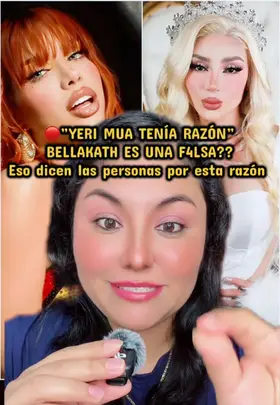 "YERI MUA TENÍA RAZÓN"
BELLAKATH ES UNA F4LSA??
Eso dicen las personas por esta razón